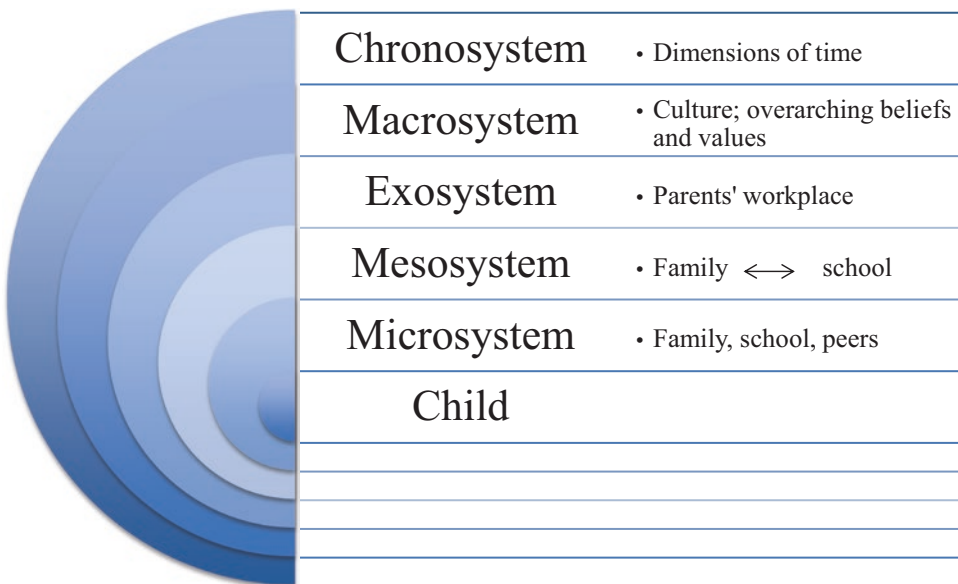 Chronosystem
• Dimensions of time
Macrosystem
• Culture; overarching beliefs
and values
Exosystem
• Parents' workplace
Mesosystem
• Family ⟷ school
Microsystem
• Family, school, peers
Child